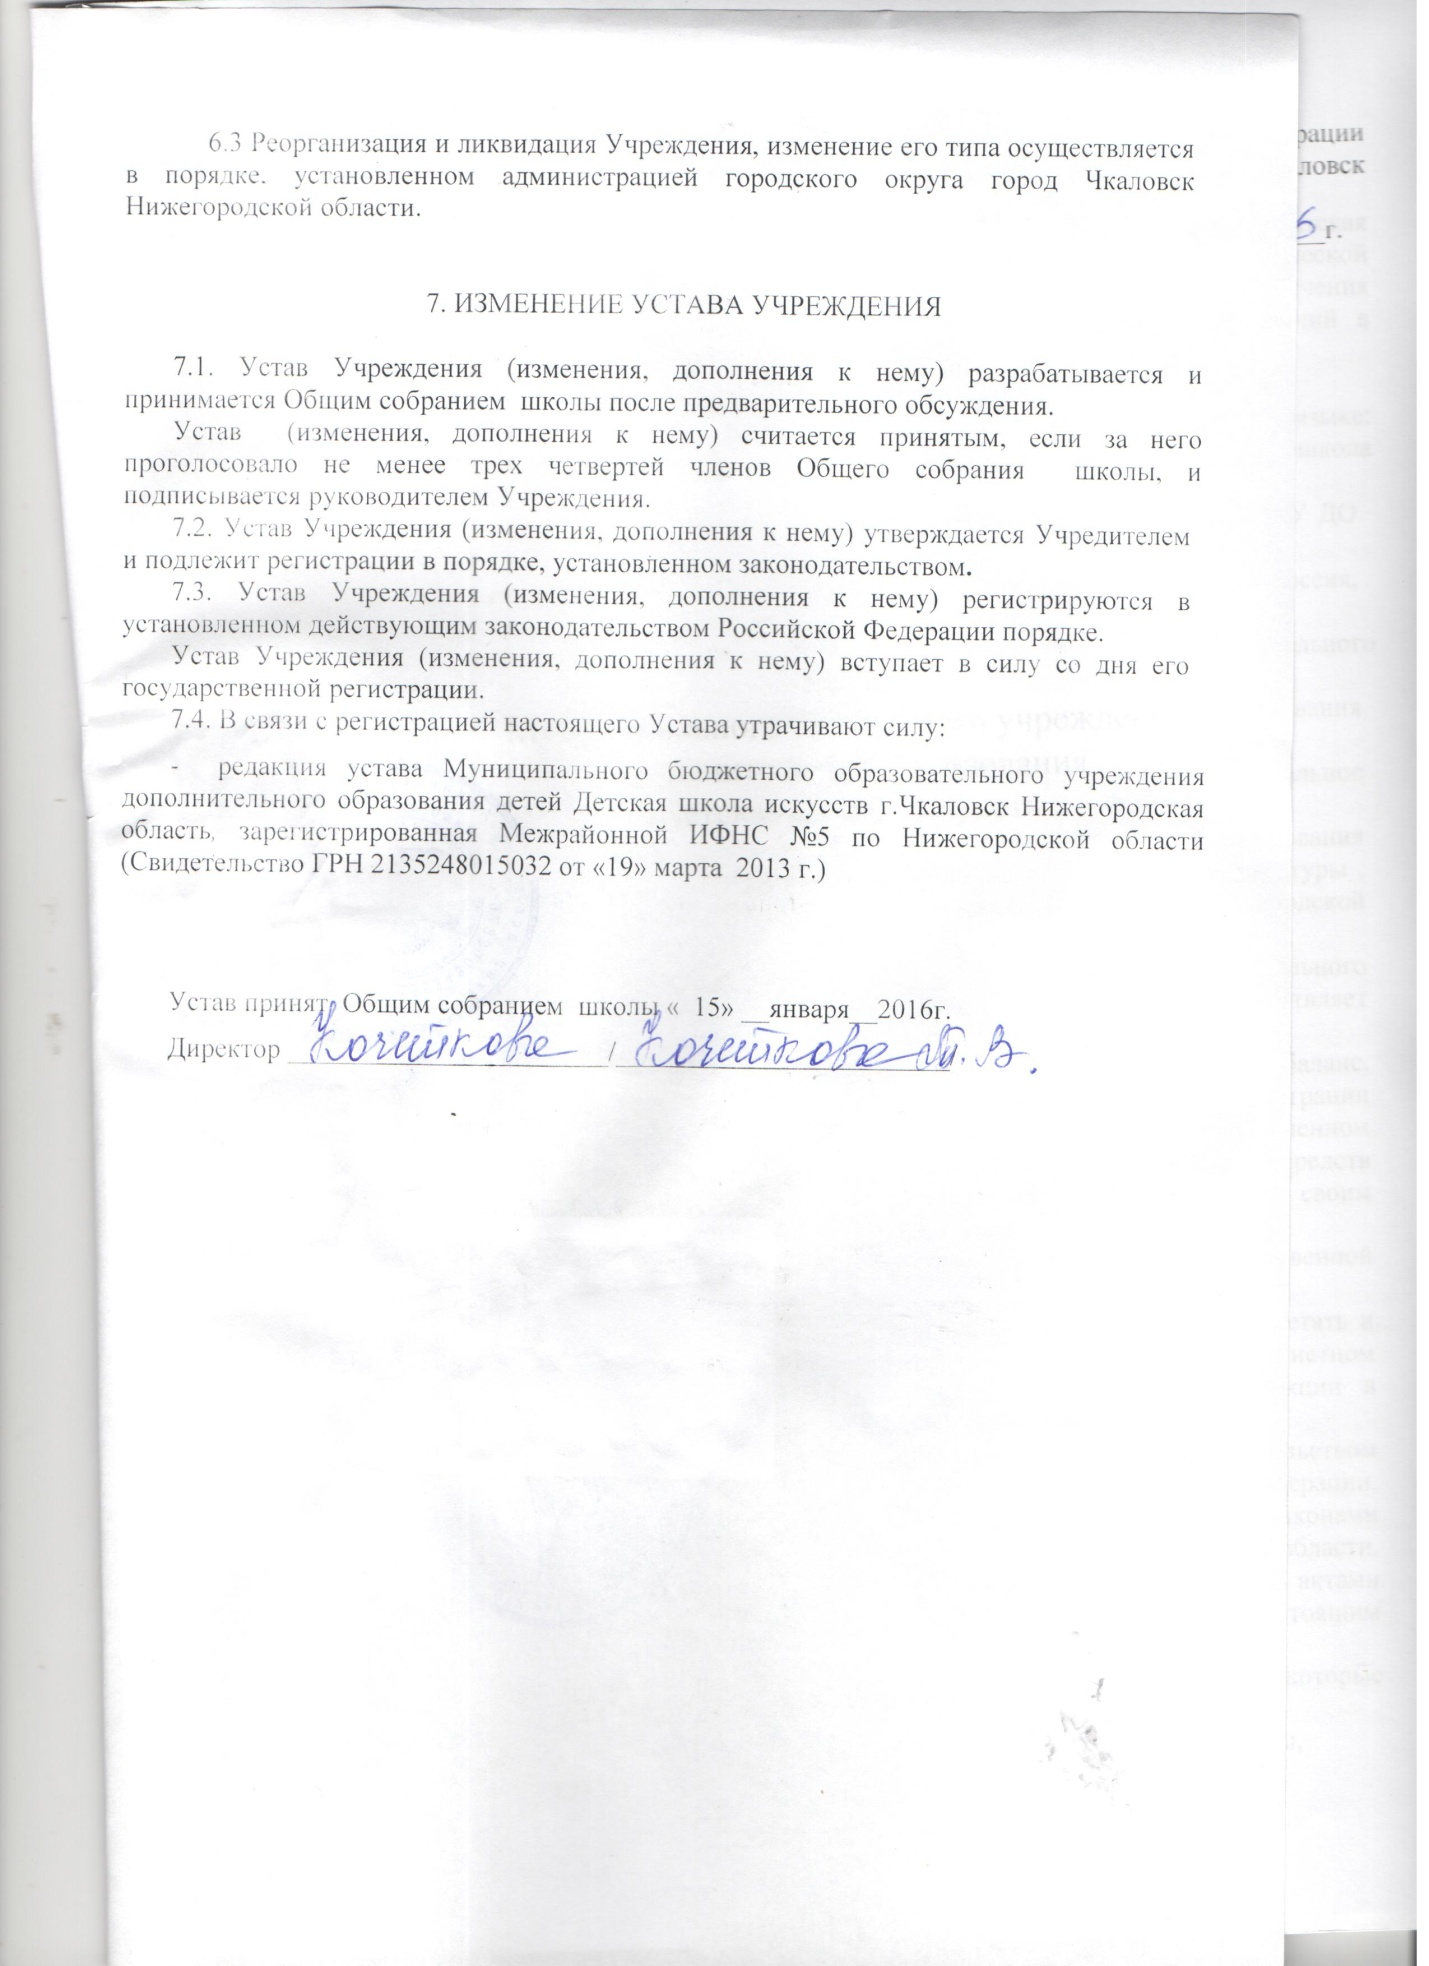 6.3 Реорганизация и ликвидация Учреждения, изменение его типа осуществляется
в порядке, установленном администрацией городского округа город Чкаловск
Нижегородской области.
7. ИЗМЕНЕНИЕ УСТАВА УЧРЕЖДЕНИЯ
7.1. Устав Учреждения (изменения, дополнения к нему) разрабатывается и
принимается Общим собранием школы после предварительного обсуждения.
Устав (изменения, дополнения к нему) считается принятым, если за него
проголосовало не менее трех четвертей членов Общего собрания школы, и
подписывается руководителем Учреждения.
7.2. Устав Учреждения (изменения, дополнения к нему) утверждается Учредителем
и подлежит регистрации в порядке, установленном законодательством.
7.3. Устав Учреждения (изменения, дополнения к нему) регистрируются в
установленном действующим законодательством Российской Федерации порядке.
Устав Учреждения (изменения, дополнения к нему) вступает в силу со дня его
государственной регистрации.
7.4. В связи с регистрацией настоящего Устава утрачивают силу:
- редакция устава Муниципального бюджетного образовательного учреждения
дополнительного образования детей Детская школа искусств г.Чкаловск Нижегородская
область, зарегистрированная Межрайонной ИФНС №5 по Нижегородской области
(Свидетельство ГРН 2135248015032 от «19» марта 2013 г.)
Устав принят Общим собранием школы « 15» __января__2016г.
Директор Кочеткова / Кочеткова Т. В.